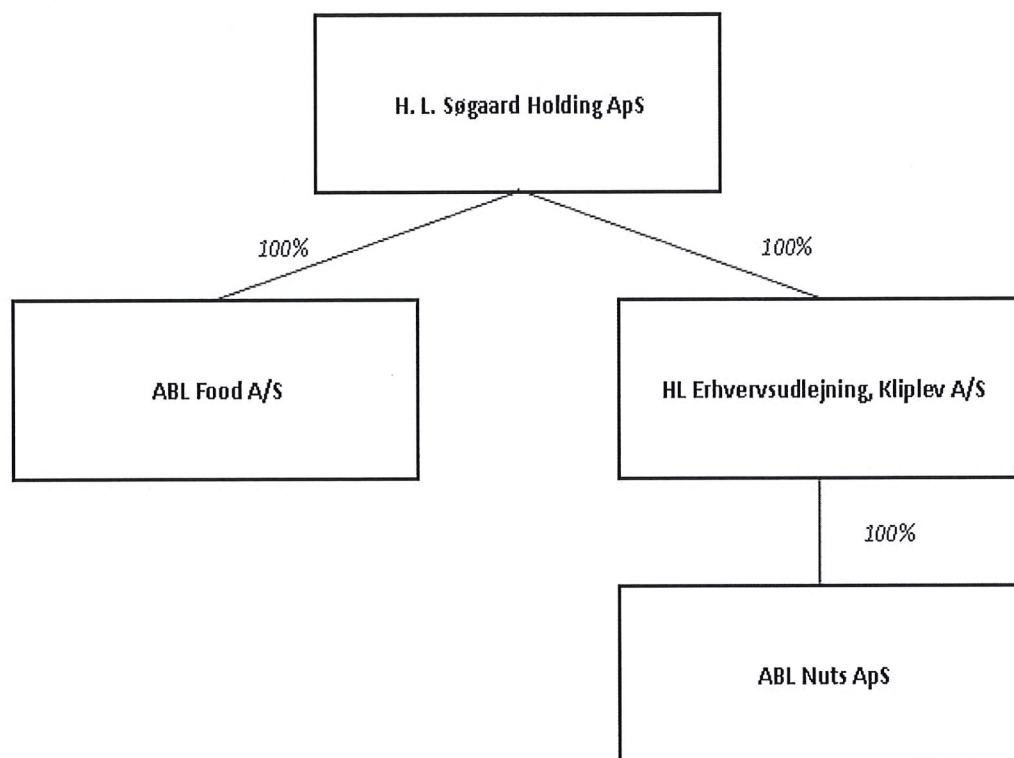 H. L. Søgaard Holding ApS
100%
100%
ABL Food A/S
HL Erhvervsudlejning, Kliplev A/S
100%
ABL Nuts ApS